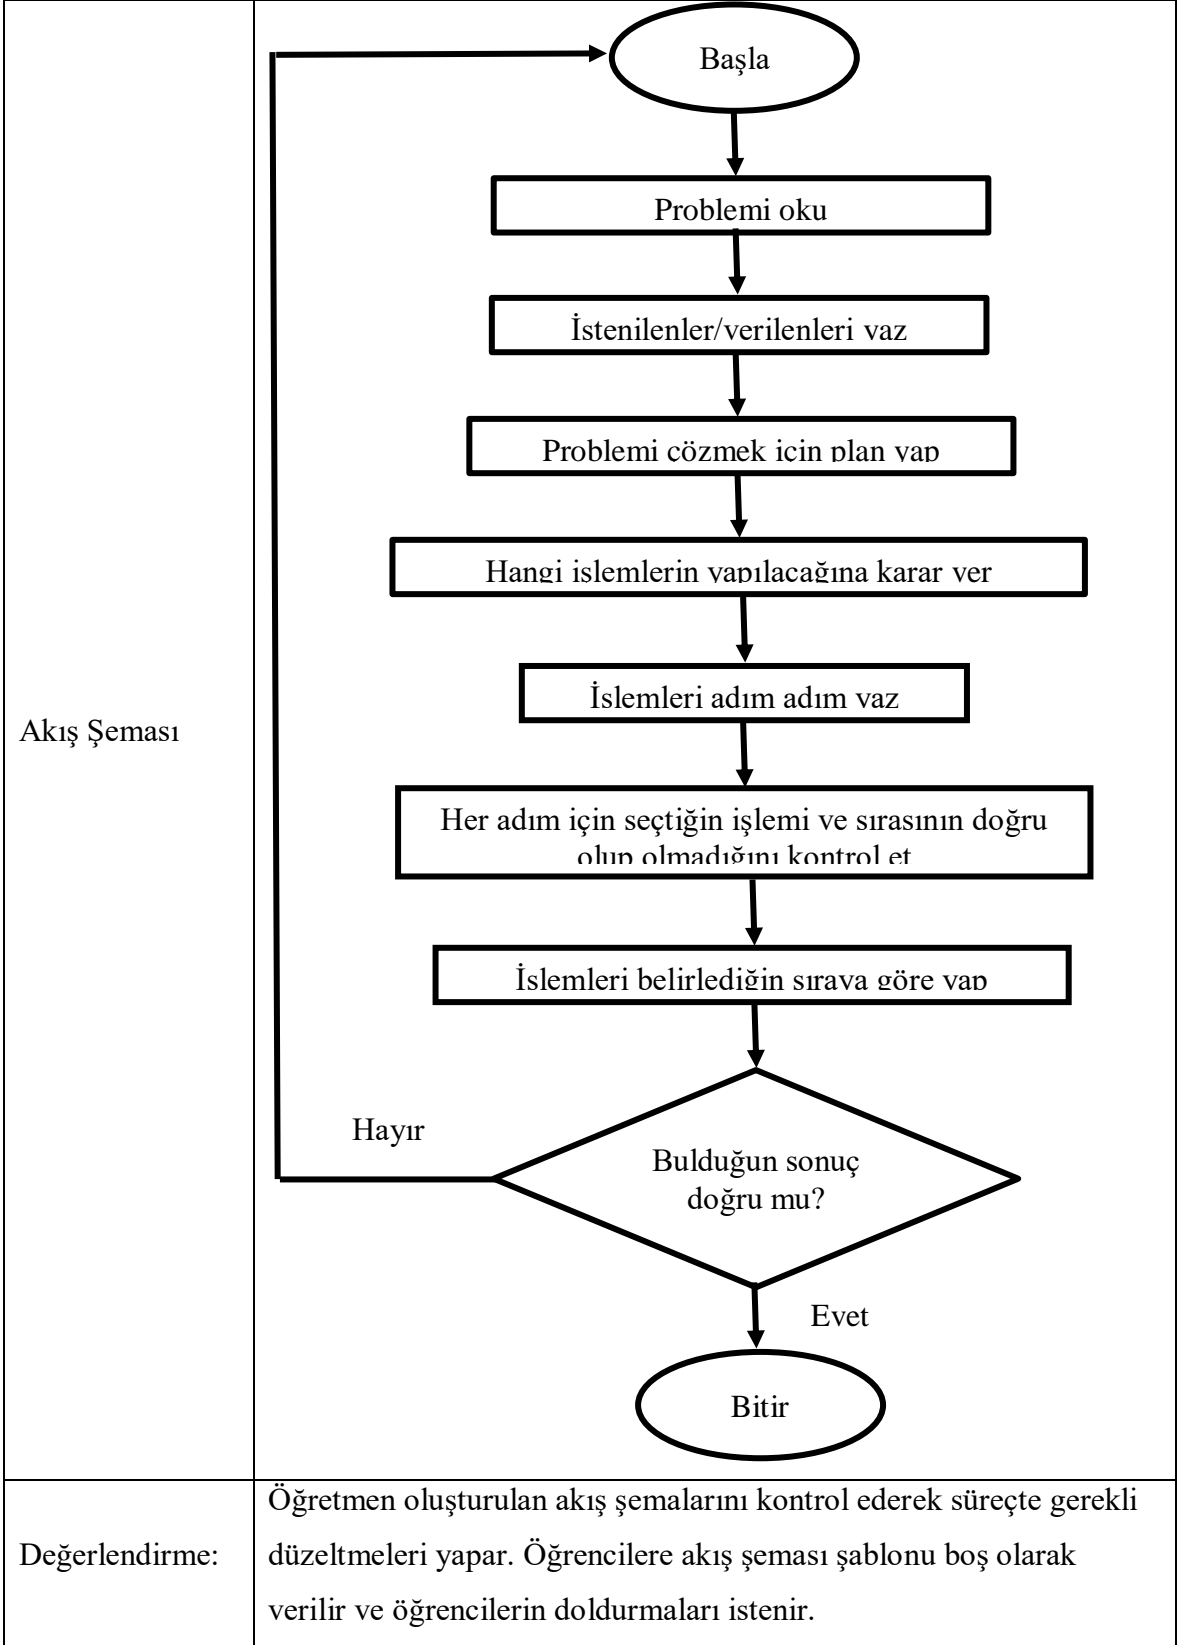 Başla
Problemi oku
İstenilenler/verilenleri yaz
Problemi çözmek için plan yap
Hangi işlemlerin yapılacağına karar ver
İşlemleri adım adım yaz
Her adım için seçtiğin işlemi ve sırasının doğru
olup olmadığını kontrol et
İşlemleri belirlediğin sıraya göre yap
Hayır
Bulduğun sonuç
doğru mu?
Evet
Bitir
Akış Şeması
Değerlendirme:
Öğretmen oluşturulan akış şemalarını kontrol ederek süreçte gerekli
düzeltmeleri yapar. Öğrencilere akış şeması şablonu boş olarak
verilir ve öğrencilerin doldurmaları istenir.